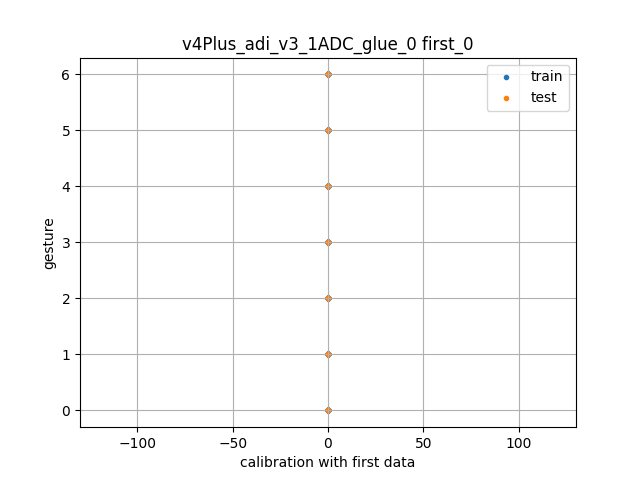 v4Plus_adi_v3_1ADC_glue_0 first_0
train
test
6
5
4
3
2
1
0
gesture
−100
−50
0
50
100
calibration with first data